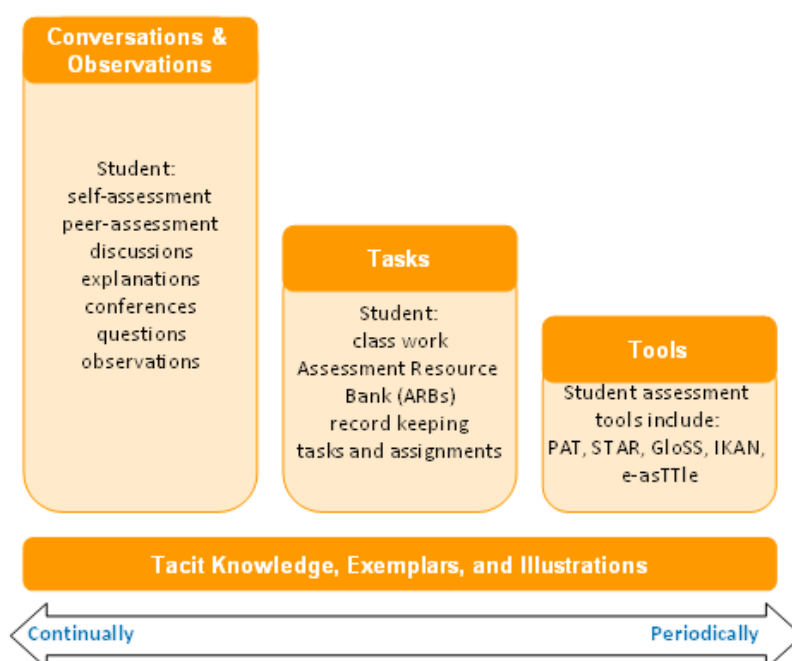 Conversations &
Observations
Student:
self-assessment
peer-assessment
discussions
explanations
conferences
questions
observations
Tasks
Student:
class work
Assessment Resource
Bank (ARBs)
record keeping
tasks and assignments
Tools
Student assessment
tools include:
PAT, STAR, GloSS, IKAN,
e-asTTle
Tacit Knowledge, Exemplars, and Illustrations
Continually
Periodically